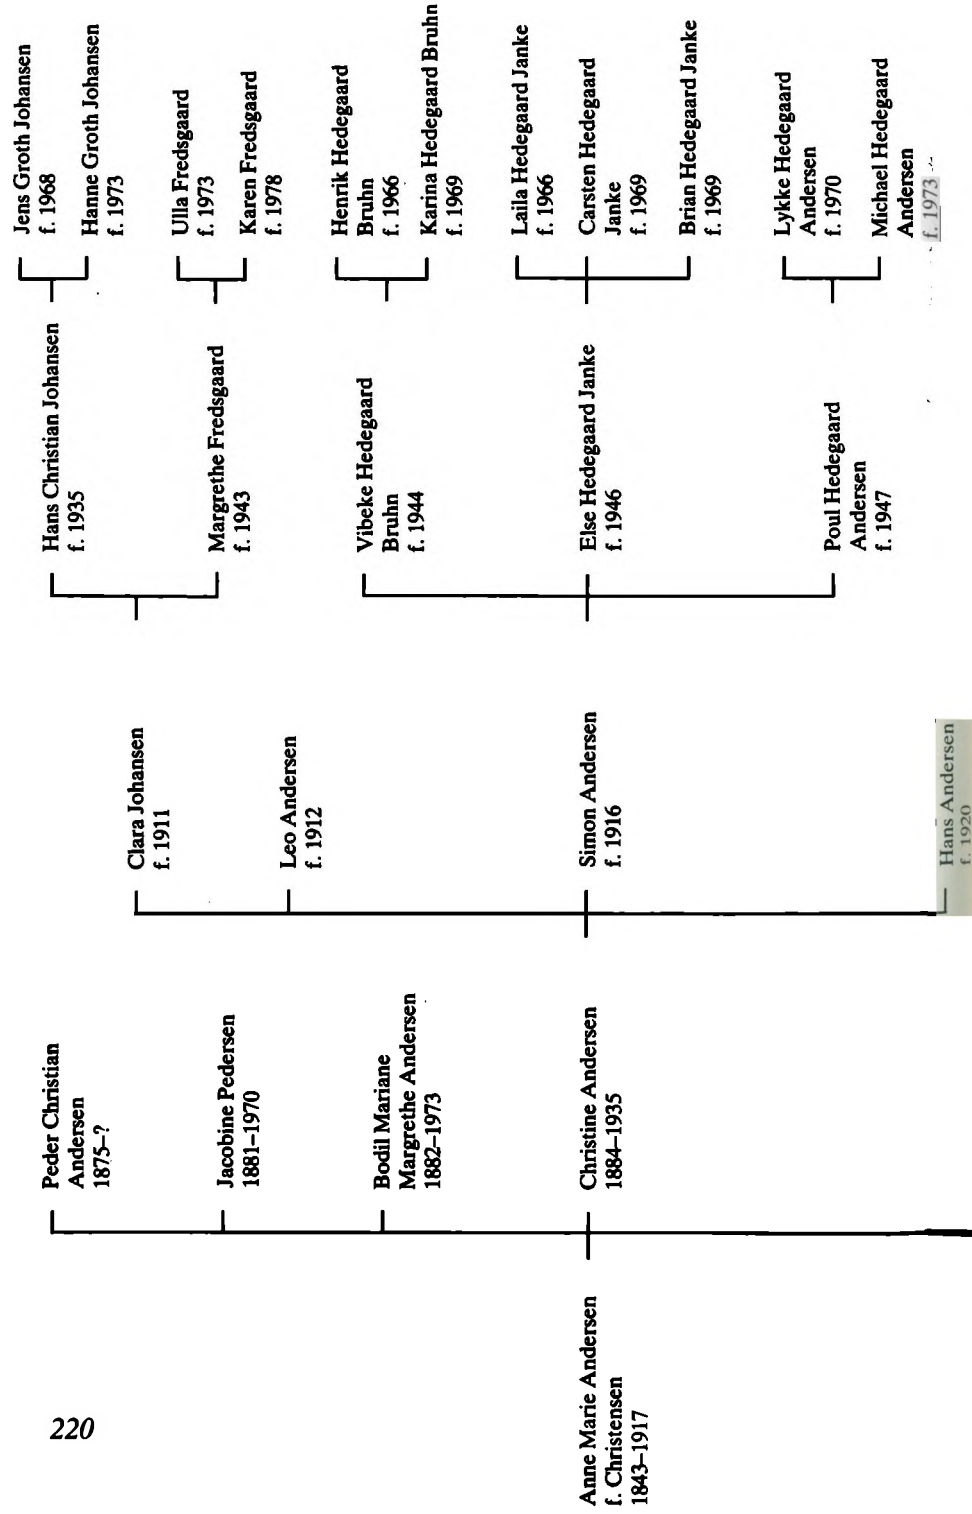 220
Anne Marie Andersen
f. Christensen
1843–1917
Peder Christian
Andersen
1875–?
Jacobine Pedersen
1881–1970
Bodil Mariane
Margrethe Andersen
1882–1973
Christine Andersen
1884–1935
Clara Johansen
f. 1911
Leo Andersen
f. 1912
Simon Andersen
f. 1916
Hans Andersen
f. 1920
Hans Christian Johansen
f. 1935
Margrethe Fredsgaard
f. 1943
Vibeke Hedegaard
Bruhn
f. 1944
Else Hedegaard Janke
f. 1946
Poul Hedegaard
Andersen
f. 1947
Jens Groth Johansen
f. 1968
Hanne Groth Johansen
f. 1973
Ulla Fredsgaard
f. 1973
Karen Fredsgaard
f. 1978
Henrik Hedegaard
Bruhn
f. 1966
Karina Hedegaard Bruhn
f. 1969
Laila Hedegaard Janke
f. 1966
Carsten Hedegaard
Janke
f. 1969
Brian Hedegaard Janke
f. 1969
Lykke Hedegaard
Andersen
f. 1970
Michael Hedegaard
Andersen
f. 1973